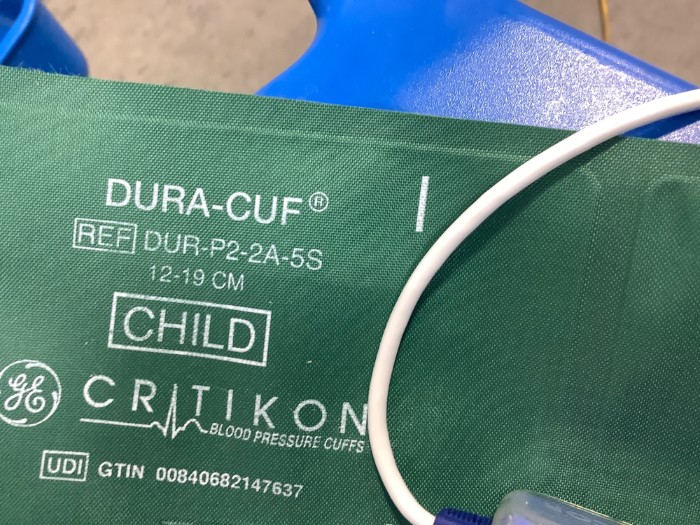 DURA-CUF®
REF DUR-P2-2A-5S
12-19 CM
CHILD
GE CRITIKON
BLOOD PRESSURE CUFFS
UDI GTIN 00840682147637